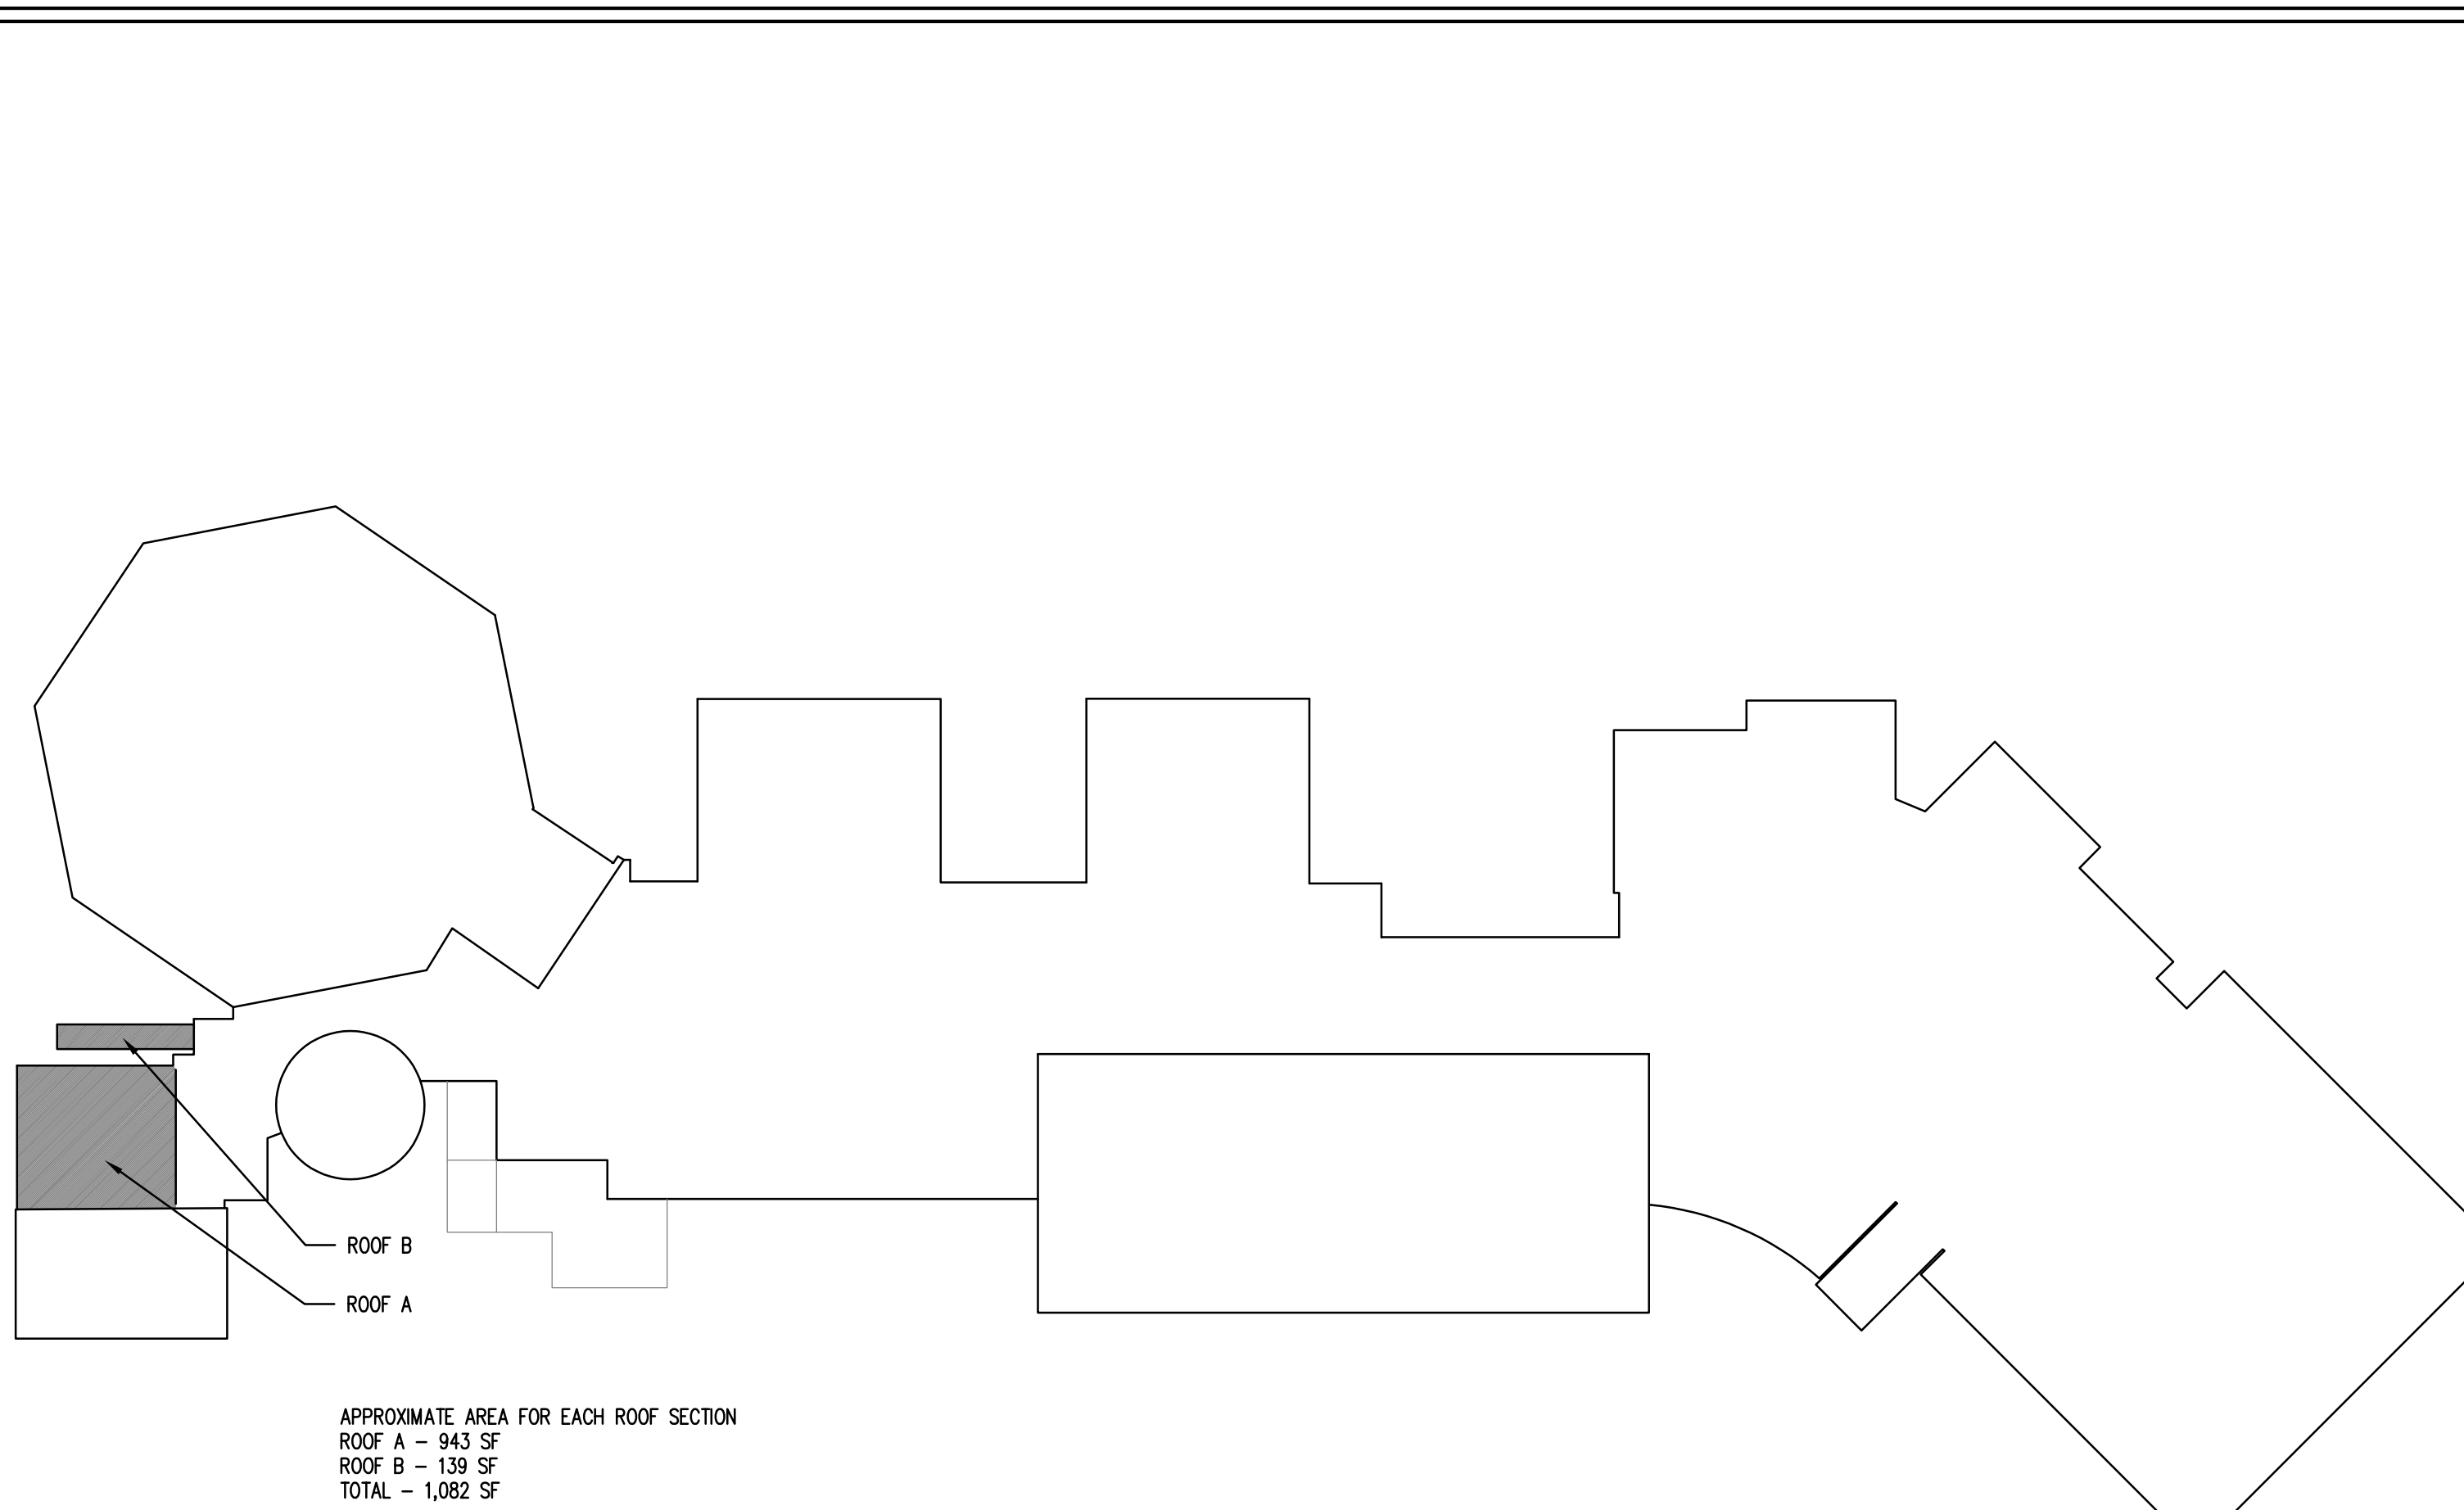 ROOF B
ROOF A
APPROXIMATE AREA FOR EACH ROOF SECTION
ROOF A – 943 SF
ROOF B – 139 SF
TOTAL – 1,082 SF